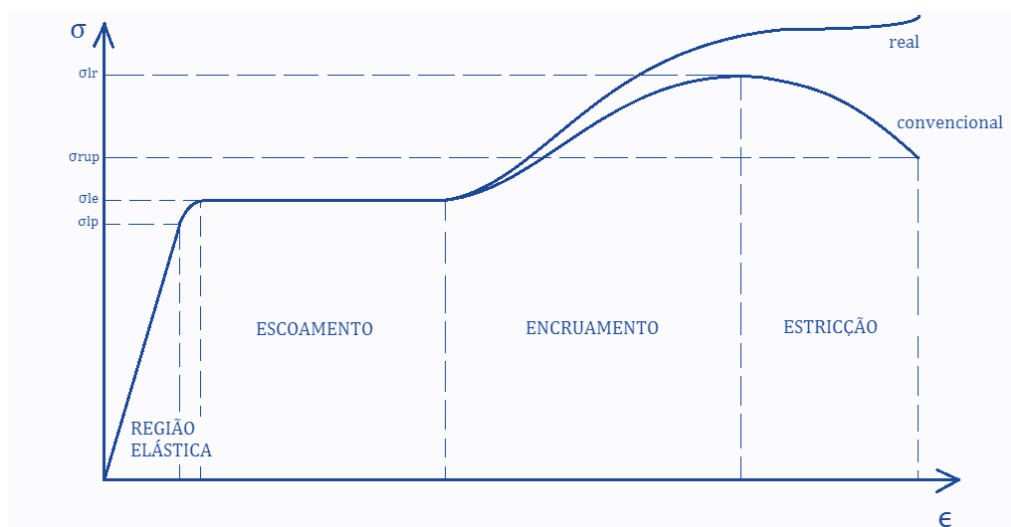 σ
real
σlr
convencional
σrup
σle
σlp
ESCOAMENTO
ENCRUAMENTO
ESTRICÇÃO
REGIÃO
ELÁSTICA
ϵ